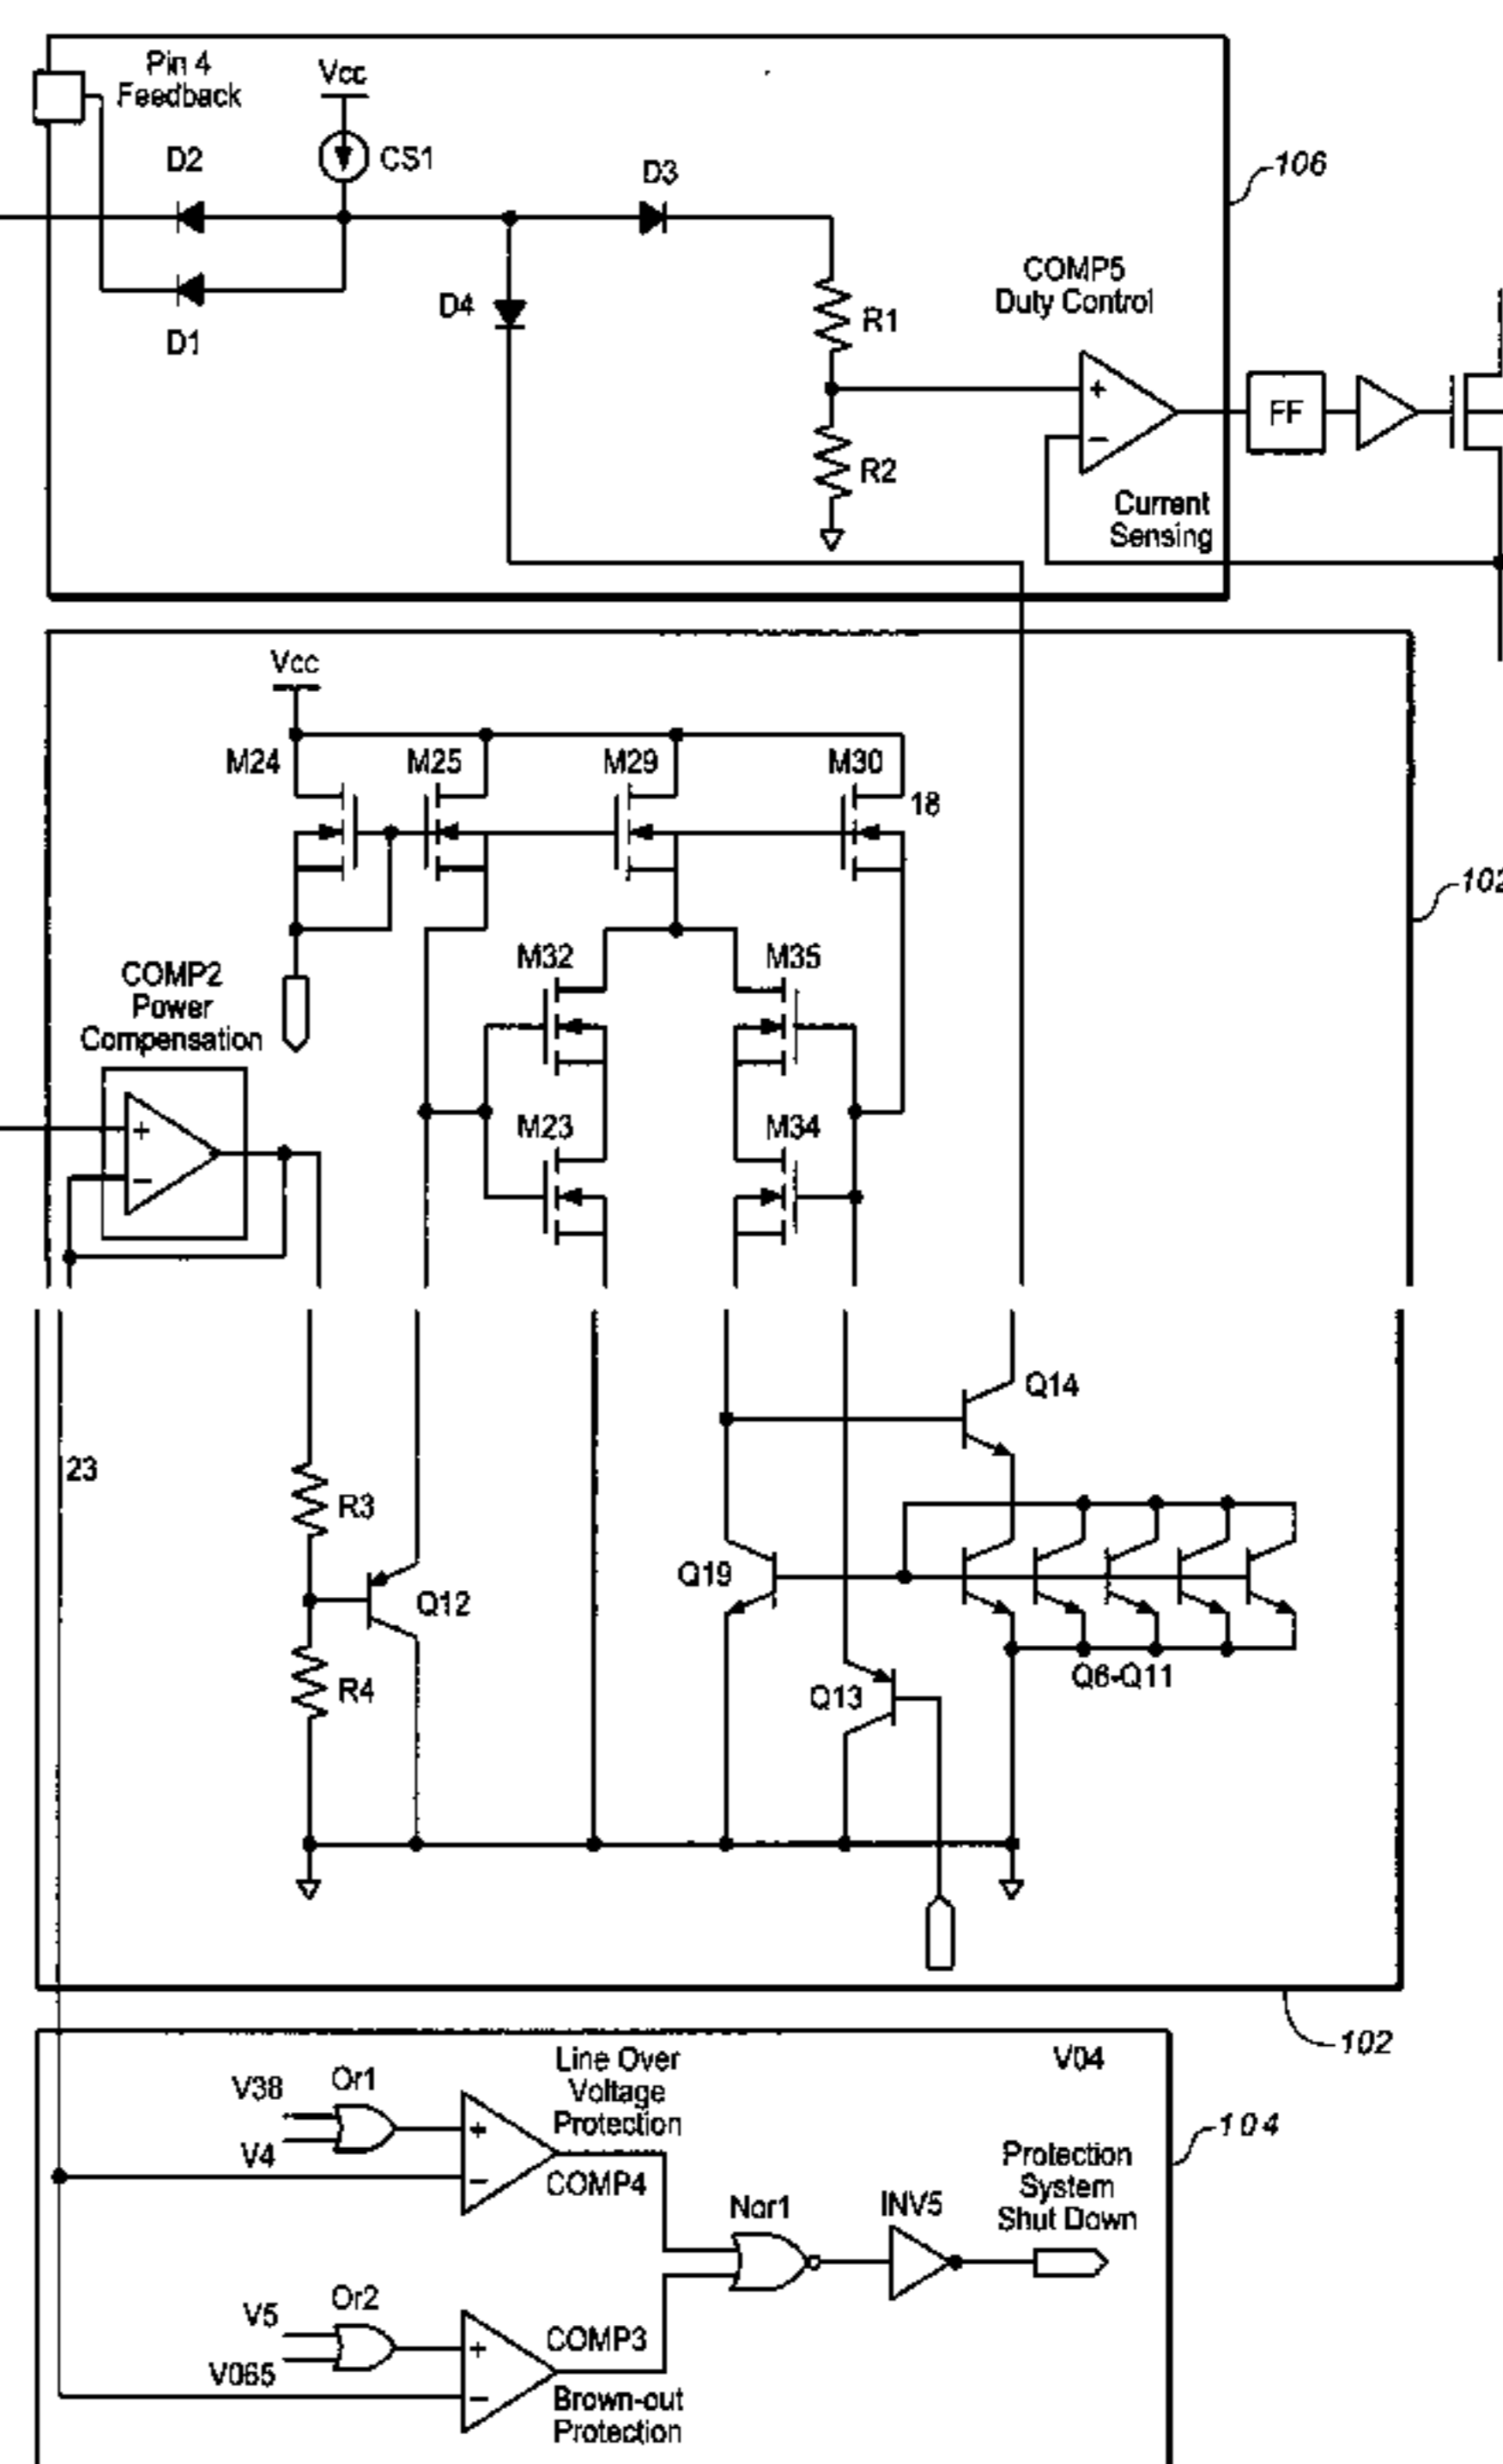 Pin 4
Feedback
Vcc
D2
CS1
D3
106
D1
D4
R1
COMP5
Duty Control
+
−
FF
R2
Current
Sensing
Vcc
M24
M25
M29
M30
18
102
M32
M35
COMP2
Power
Compensation
M23
M34
+
−
Q14
23
R3
Q12
Q19
R4
Q13
Q6-Q11
102
Line Over
Voltage
Protection
V04
V38
Or1
+
V4
−
COMP4
104
Protection
System
Shut Down
Nor1
INV5
V5
Or2
+
COMP3
V065
−
Brown-out
Protection